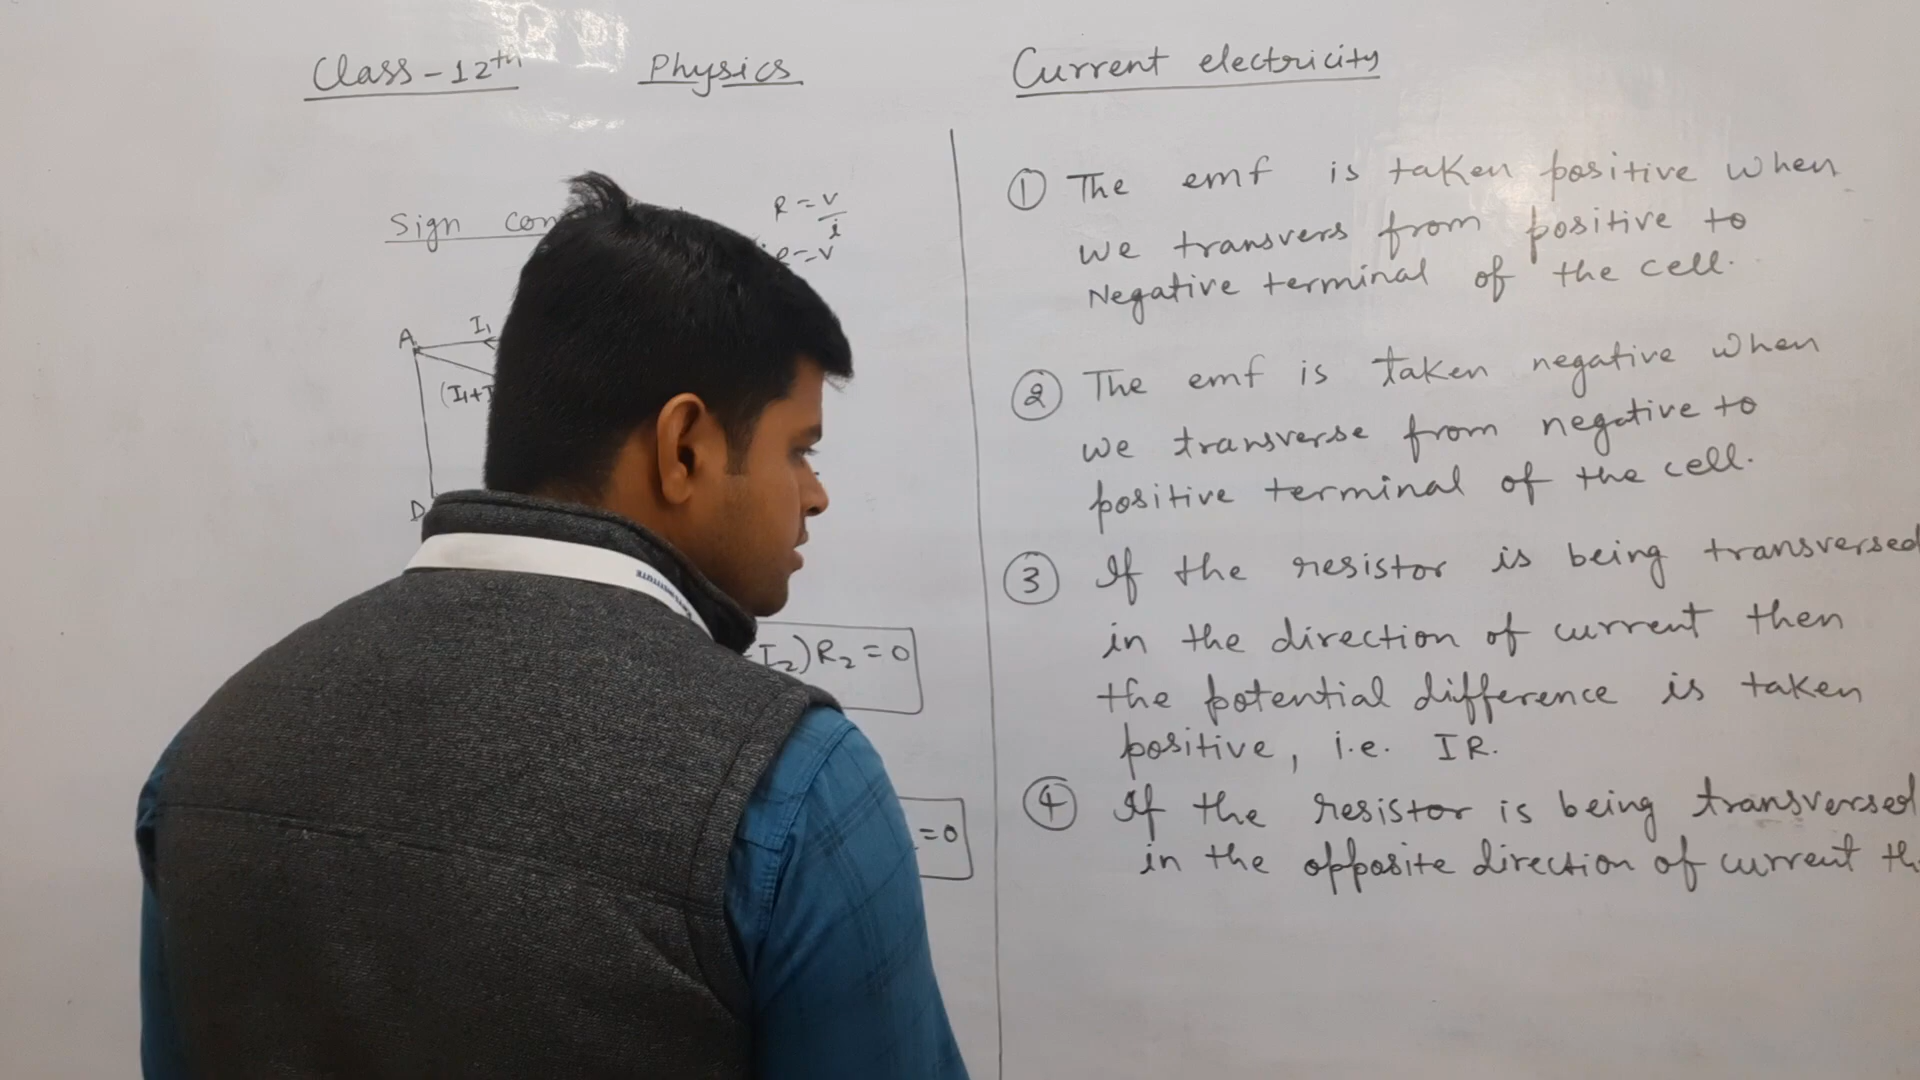 Class-12th Physics Current electricity
Sign con
R = v/i
R = v
A
I1
(I1+I
D
I2)R2=0
=0
① The emf is taken positive when
we transvers from positive to
Negative terminal of the cell.
② The emf is taken negative when
we transverse from negative to
positive terminal of the cell.
③ If the resistor is being transversed
in the direction of current then
the potential difference is taken
positive, i.e. IR.
④ If the resistor is being transversed
in the opposite direction of current th